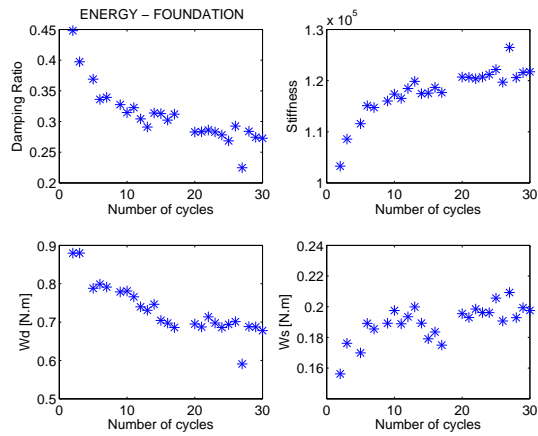 ENERGY – FOUNDATION
0.45
0.4
0.35
0.3
0.25
0.2
0 10 20 30
Damping Ratio
Number of cycles
x 10^5
1.3
1.2
1.1
1
0 10 20 30
Stiffness
Number of cycles
0.9
0.8
0.7
0.6
0.5
0 10 20 30
Wd [N.m]
Number of cycles
0.24
0.22
0.2
0.18
0.16
0 10 20 30
Ws [N.m]
Number of cycles